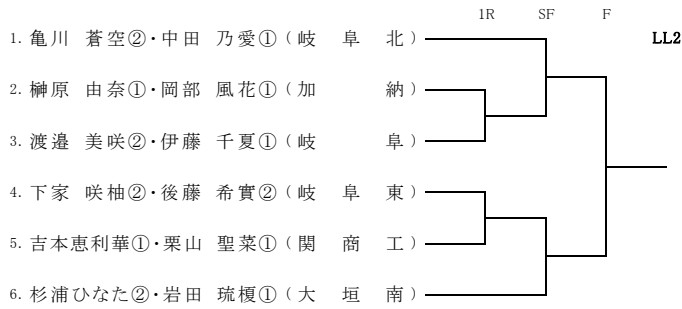 1R SF F
LL2
1. 亀川 蒼空②・中田 乃愛①(岐阜北)
2. 榊原 由奈①・岡部 風花①(加納)
3. 渡邉 美咲②・伊藤 千夏①(岐阜)
4. 下家 咲柚②・後藤 希實②(岐阜東)
5. 吉本恵利華①・栗山 聖菜①(関商工)
6. 杉浦ひなた②・岩田 琉榎①(大垣南)